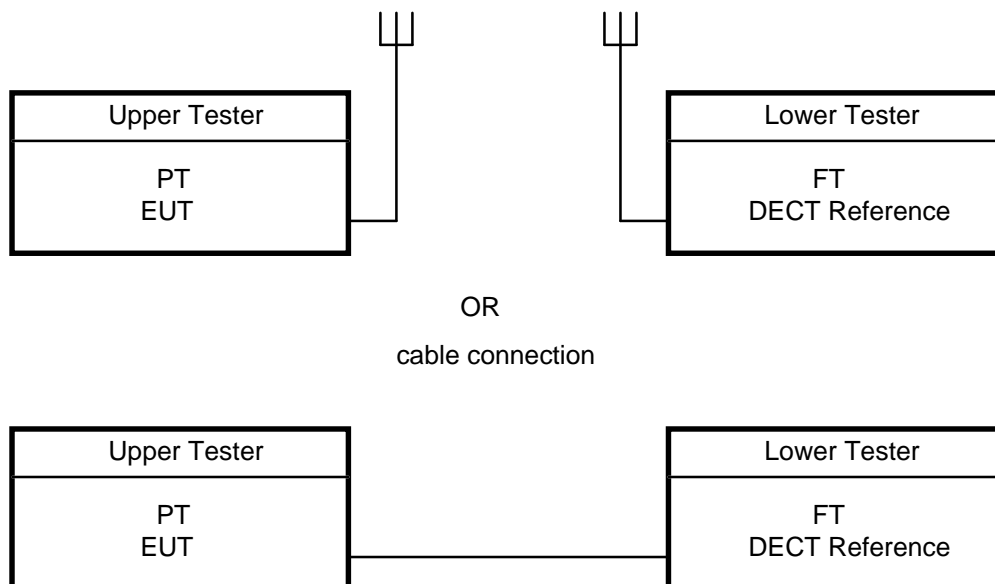 Upper Tester
Lower Tester
PT
EUT
FT
DECT Reference
OR
cable connection
Upper Tester
Lower Tester
PT
EUT
FT
DECT Reference